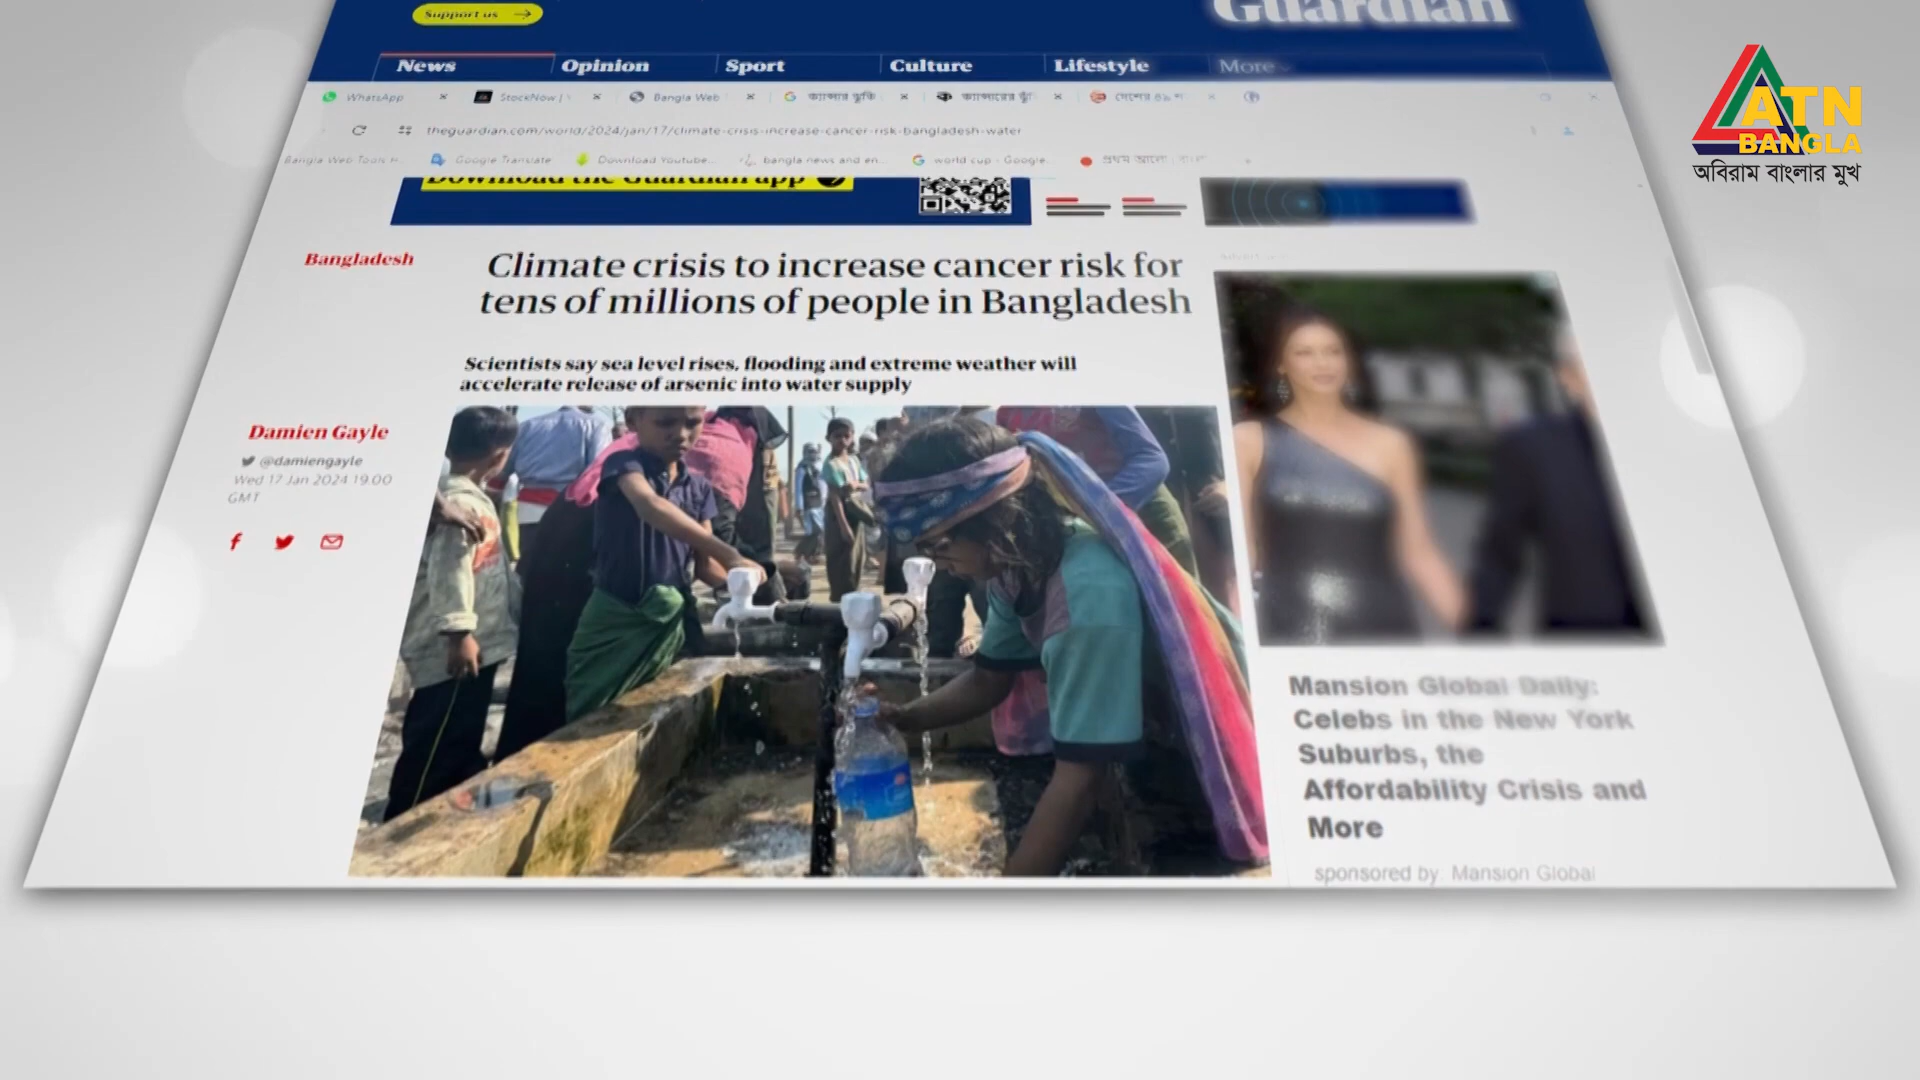 Support us
Guardian
News
Opinion
Sport
Culture
Lifestyle
More
WhatsApp
StockNow
Bangla Web
theguardian.com/world/2024/jan/17/climate-crisis-increase-cancer-risk-bangladesh-water
Bangla Web Tools
Google Translate
Download Youtube...
bangla news and en...
world cup - Google...
Download the Guardian app
ATN
BANGLA
অবিরাম বাংলার মুখ
Bangladesh
Climate crisis to increase cancer risk for
tens of millions of people in Bangladesh
Scientists say sea level rises, flooding and extreme weather will
accelerate release of arsenic into water supply
Damien Gayle
@damiengayle
Wed 17 Jan 2024 19.00
GMT
Mansion Global Daily:
Celebs in the New York
Suburbs, the
Affordability Crisis and
More
sponsored by Mansion Global